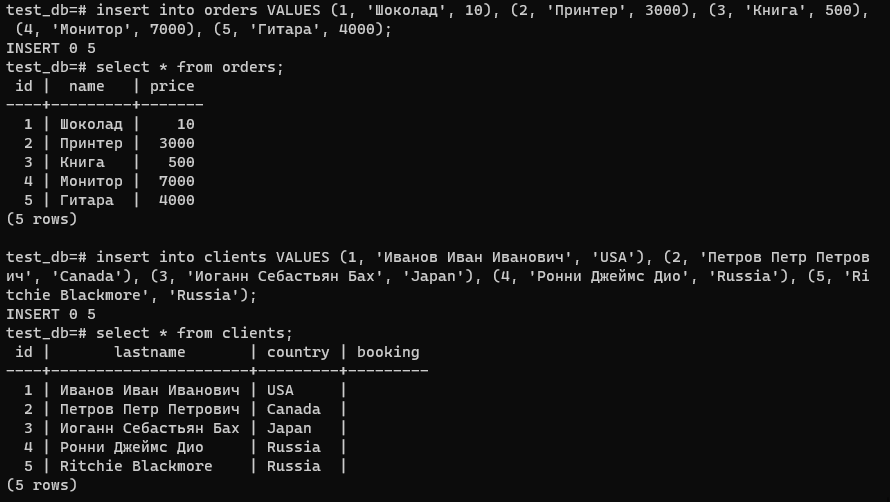 test_db=# insert into orders VALUES (1, 'Шоколад', 10), (2, 'Принтер', 3000), (3, 'Книга', 500),
 (4, 'Монитор', 7000), (5, 'Гитара', 4000);
INSERT 0 5
test_db=# select * from orders;
 id |  name   | price
----+---------+-------
  1 | Шоколад |    10
  2 | Принтер |  3000
  3 | Книга   |   500
  4 | Монитор |  7000
  5 | Гитара  |  4000
(5 rows)

test_db=# insert into clients VALUES (1, 'Иванов Иван Иванович', 'USA'), (2, 'Петров Петр Петров
ич', 'Canada'), (3, 'Иоганн Себастьян Бах', 'Japan'), (4, 'Ронни Джеймс Дио', 'Russia'), (5, 'Ri
tchie Blackmore', 'Russia');
INSERT 0 5
test_db=# select * from clients;
 id |       lastname       | country | booking
----+----------------------+---------+---------
  1 | Иванов Иван Иванович | USA     |
  2 | Петров Петр Петрович | Canada  |
  3 | Иоганн Себастьян Бах | Japan   |
  4 | Ронни Джеймс Дио     | Russia  |
  5 | Ritchie Blackmore    | Russia  |
(5 rows)